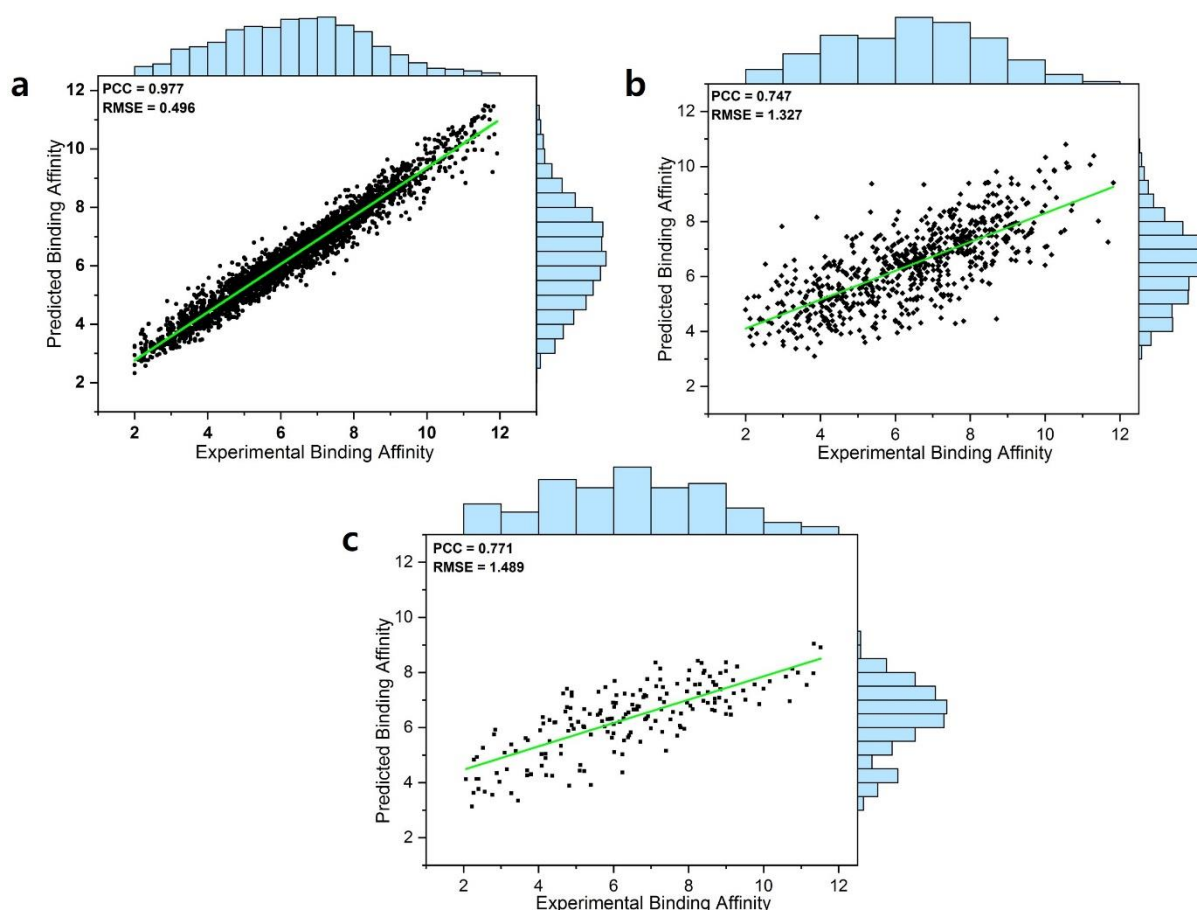 a
PCC = 0.977
RMSE = 0.496
12
10
8
6
4
2
Predicted Binding Affinity
2 4 6 8 10 12
Experimental Binding Affinity
b
PCC = 0.747
RMSE = 1.327
12
10
8
6
4
2
Predicted Binding Affinity
2 4 6 8 10 12
Experimental Binding Affinity
c
PCC = 0.771
RMSE = 1.489
12
10
8
6
4
2
Predicted Binding Affinity
2 4 6 8 10 12
Experimental Binding Affinity